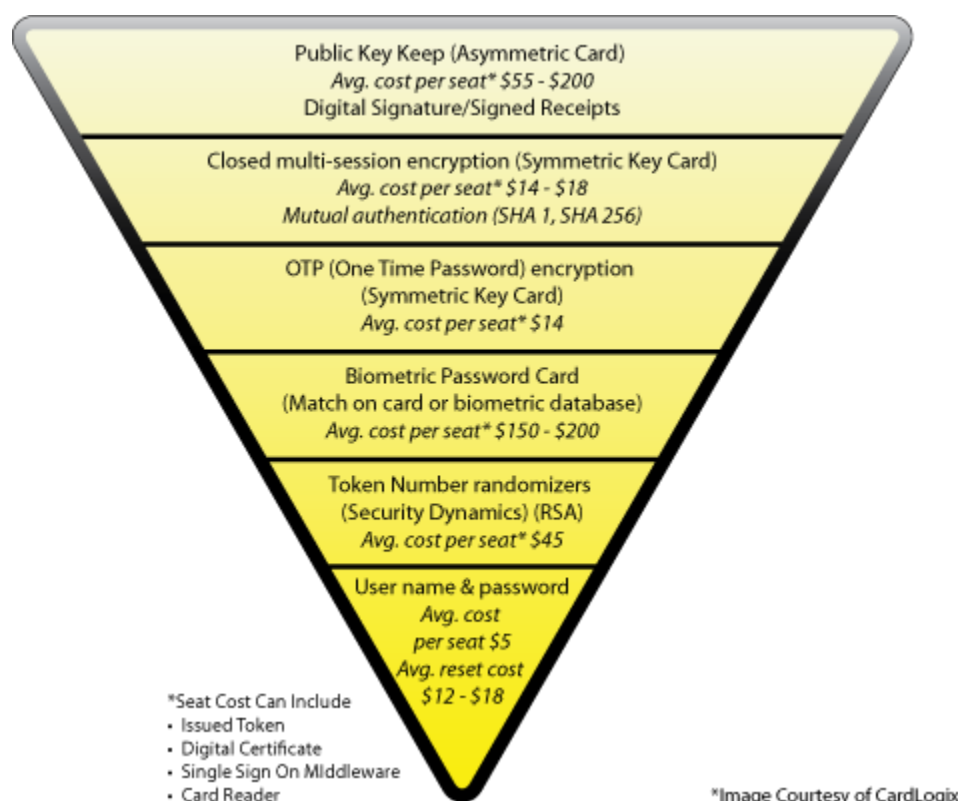 Public Key Keep (Asymmetric Card)
Avg. cost per seat* $55 - $200
Digital Signature/Signed Receipts
Closed multi-session encryption (Symmetric Key Card)
Avg. cost per seat* $14 - $18
Mutual authentication (SHA 1, SHA 256)
OTP (One Time Password) encryption
(Symmetric Key Card)
Avg. cost per seat* $14
Biometric Password Card
(Match on card or biometric database)
Avg. cost per seat* $150 - $200
Token Number randomizers
(Security Dynamics) (RSA)
Avg. cost per seat* $45
User name & password
Avg. cost
per seat $5
Avg. reset cost
$12 - $18
*Seat Cost Can Include
• Issued Token
• Digital Certificate
• Single Sign On MIddleware
• Card Reader
*Image Courtesy of CardLogix